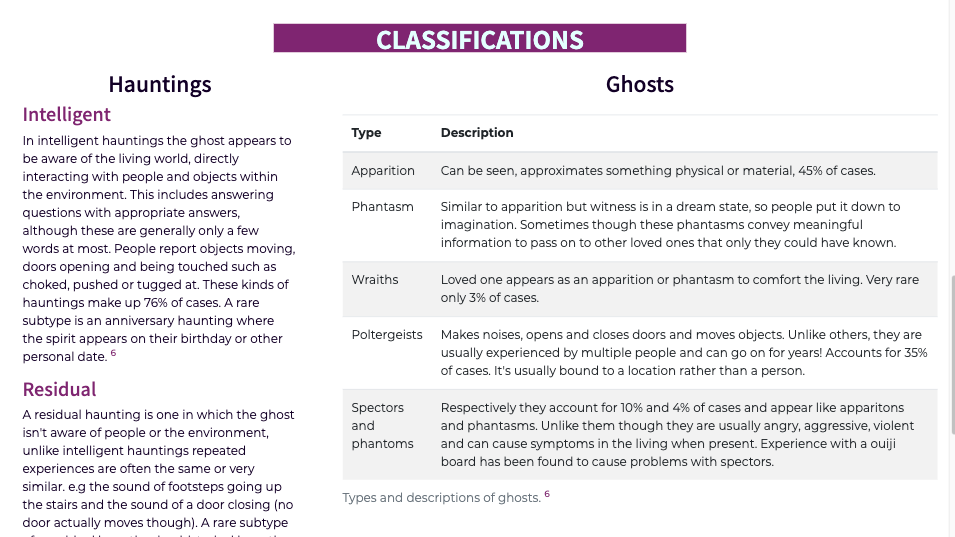 CLASSIFICATIONS
Hauntings
Intelligent
In intelligent hauntings the ghost appears to
be aware of the living world, directly
interacting with people and objects within
the environment. This includes answering
questions with appropriate answers,
although these are generally only a few
words at most. People report objects moving,
doors opening and being touched such as
choked, pushed or tugged at. These kinds of
hauntings make up 76% of cases. A rare
subtype is an anniversary haunting where
the spirit appears on their birthday or other
personal date. 6
Residual
A residual haunting is one in which the ghost
isn't aware of people or the environment,
unlike intelligent hauntings repeated
experiences are often the same or very
similar. e.g the sound of footsteps going up
the stairs and the sound of a door closing (no
door actually moves though). A rare subtype
Ghosts
Type Description
Apparition Can be seen, approximates something physical or material, 45% of cases.
Phantasm Similar to apparition but witness is in a dream state, so people put it down to
imagination. Sometimes though these phantasms convey meaningful
information to pass on to other loved ones that only they could have known.
Wraiths Loved one appears as an apparition or phantasm to comfort the living. Very rare
only 3% of cases.
Poltergeists Makes noises, opens and closes doors and moves objects. Unlike others, they are
usually experienced by multiple people and can go on for years! Accounts for 35%
of cases. It's usually bound to a location rather than a person.
Spectors Respectively they account for 10% and 4% of cases and appear like apparitons
and and phantasms. Unlike them though they are usually angry, aggressive, violent
phantoms and can cause symptoms in the living when present. Experience with a ouiji
board has been found to cause problems with spectors.
Types and descriptions of ghosts. 6